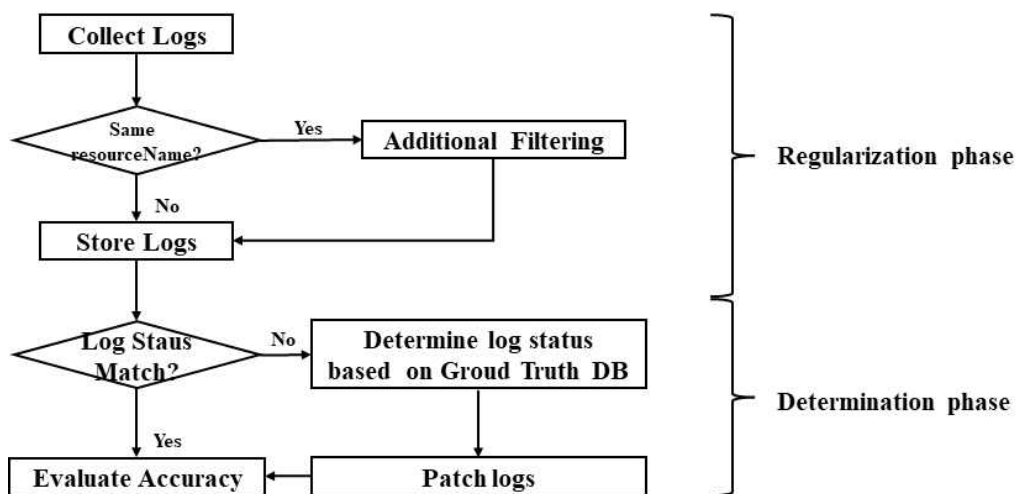 Collect Logs
Same
resourceName?
Yes
Additional Filtering
No
Store Logs
Regularization phase
Log Staus
Match?
No
Determine log status
based on Groud Truth DB
Yes
Evaluate Accuracy
Patch logs
Determination phase